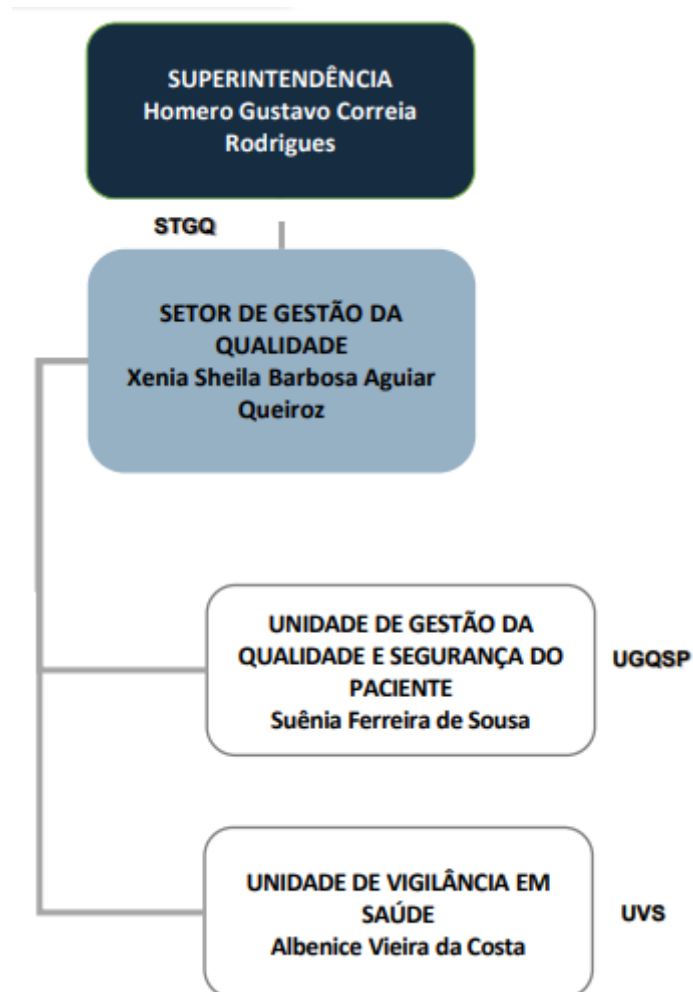 SUPERINTENDÊNCIA
Homero Gustavo Correia
Rodrigues
STGQ
SETOR DE GESTÃO DA
QUALIDADE
Xenia Sheila Barbosa Aguiar
Queiroz
UNIDADE DE GESTÃO DA
QUALIDADE E SEGURANÇA DO
PACIENTE
Suênia Ferreira de Sousa
UGQSP
UNIDADE DE VIGILÂNCIA EM
SAÚDE
Albenice Vieira da Costa
UVS